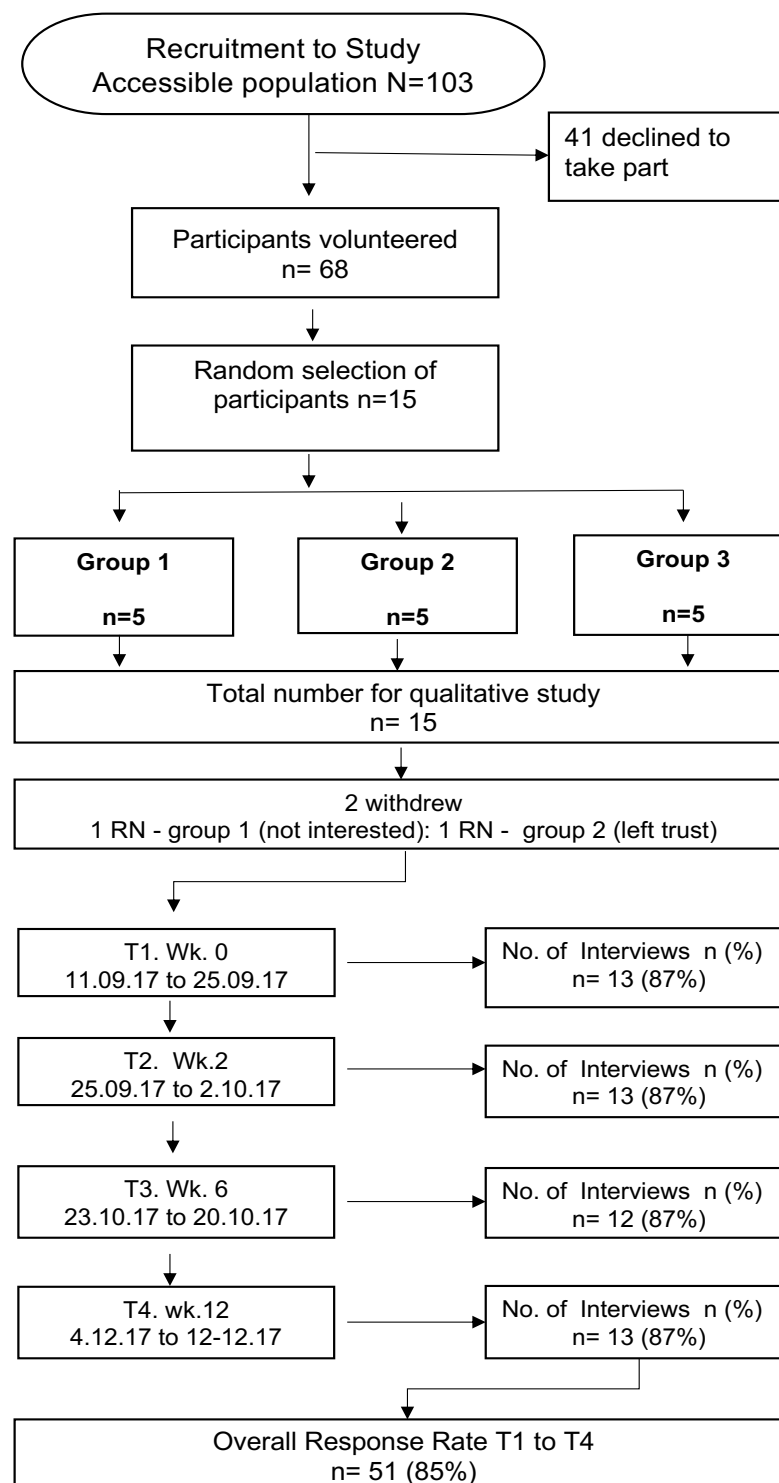 Recruitment to Study
Accessible population N=103
41 declined to
take part
Participants volunteered
n= 68
Random selection of
participants n=15
Group 1
n=5
Group 2
n=5
Group 3
n=5
Total number for qualitative study
n= 15
2 withdrew
1 RN - group 1 (not interested): 1 RN - group 2 (left trust)
T1. Wk. 0
11.09.17 to 25.09.17
No. of Interviews n (%)
n= 13 (87%)
T2. Wk.2
25.09.17 to 2.10.17
No. of Interviews n (%)
n= 13 (87%)
T3. Wk. 6
23.10.17 to 20.10.17
No. of Interviews n (%)
n= 12 (87%)
T4. wk.12
4.12.17 to 12-12.17
No. of Interviews n (%)
n= 13 (87%)
Overall Response Rate T1 to T4
n= 51 (85%)